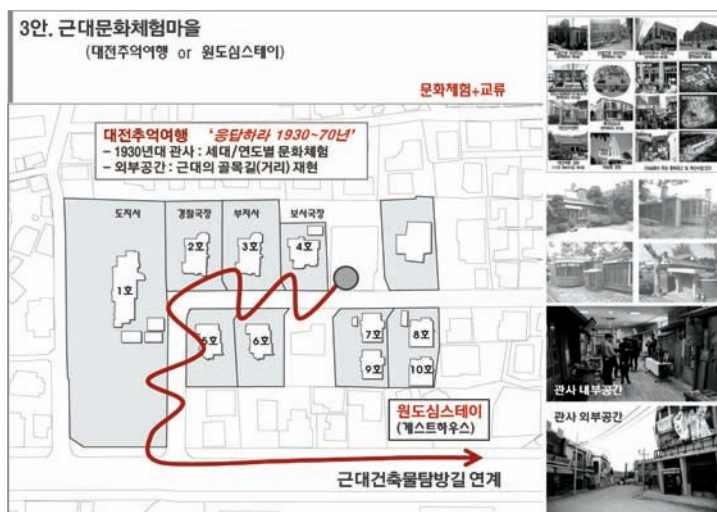 3안. 근대문화체험마을
(대전추억여행 or 원도심스테이)
문화체험+교류
대전추억여행 '응답하라 1930~70년'
– 1930년대 관사 : 세대/연도별 문화체험
– 외부공간 : 근대의 골목길(거리) 재현
도지사
경찰국장
부지사
보사국장
1호
2호
3호
4호
5호
6호
7호
8호
9호
10호
원도심스테이
(게스트하우스)
근대건축물탐방길 연계
관사 내부공간
관사 외부공간